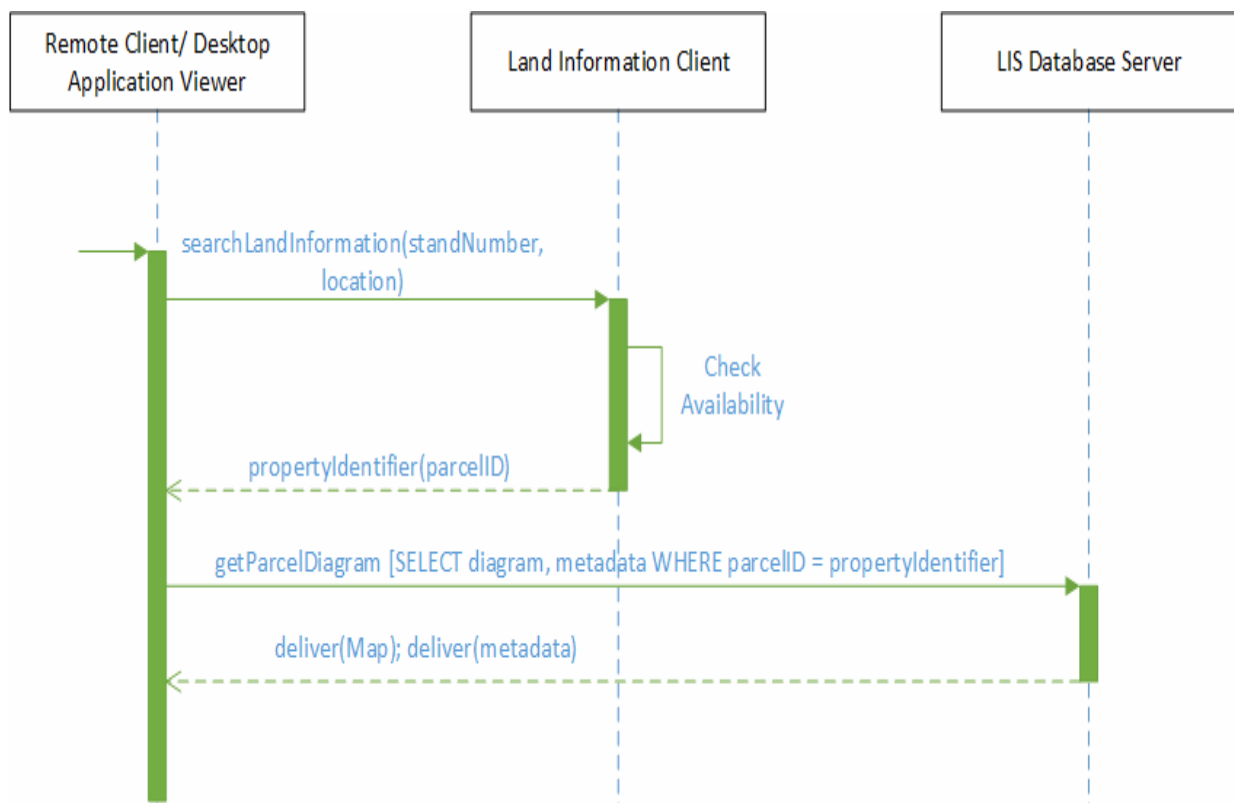 Remote Client/ Desktop
Application Viewer
Land Information Client
LIS Database Server
searchLandInformation(standNumber,
location)
Check
Availability
propertyIdentifier(parcelID)
getParcelDiagram [SELECT diagram, metadata WHERE parcelID = propertyIdentifier]
deliver(Map); deliver(metadata)